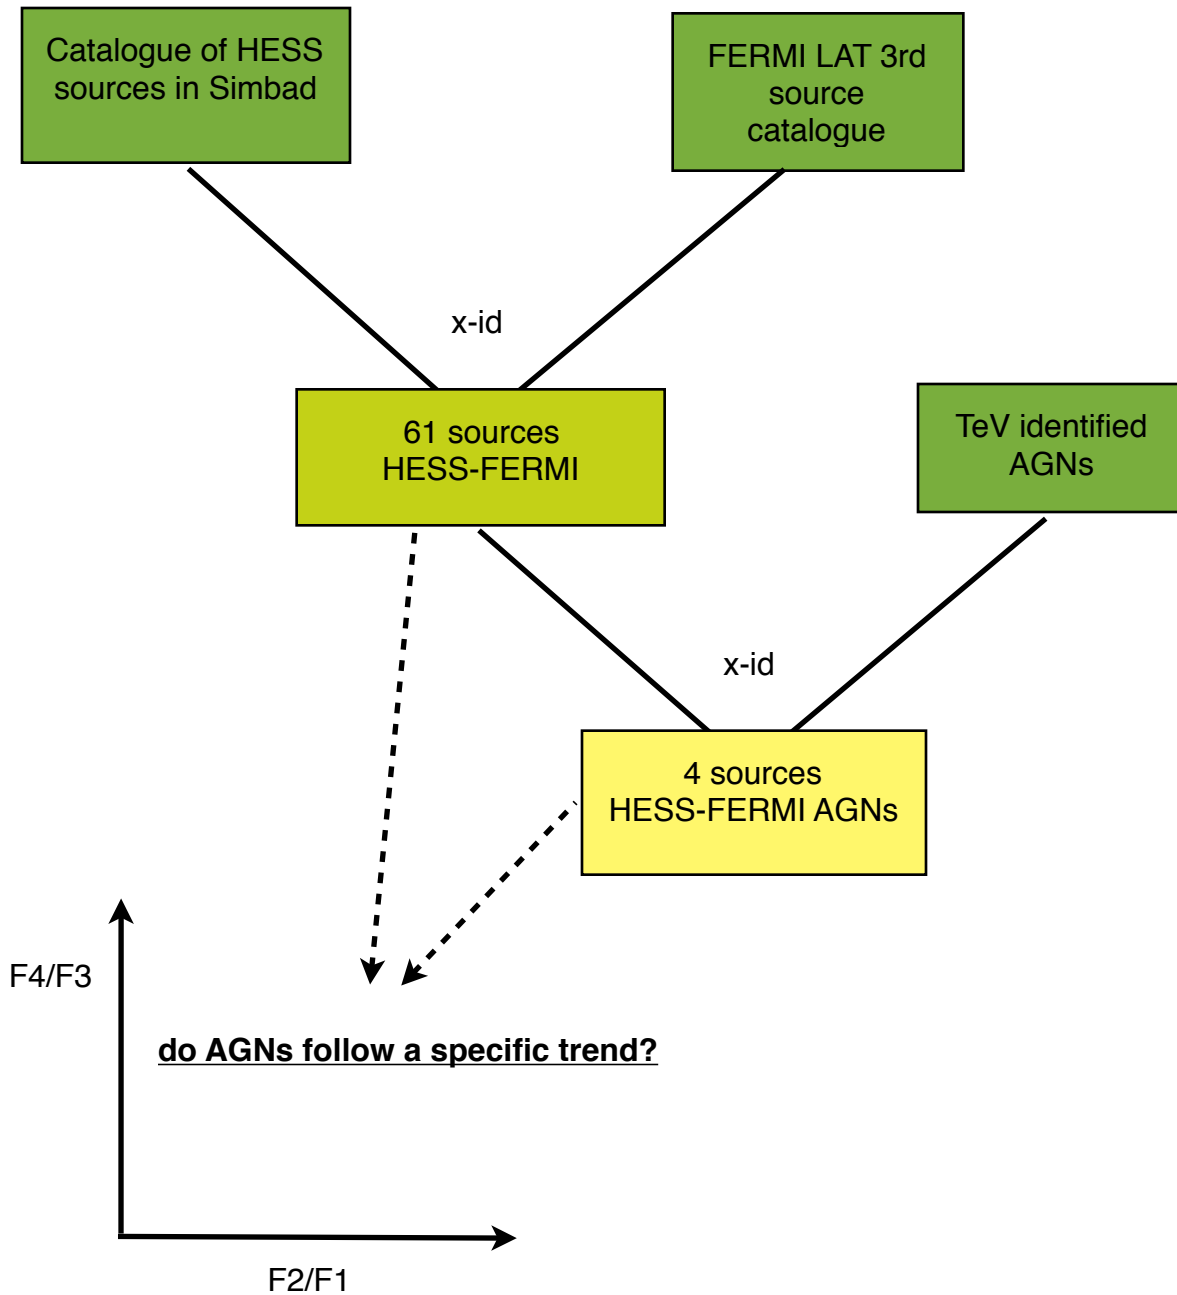 Catalogue of HESS
sources in Simbad
FERMI LAT 3rd
source
catalogue
x-id
61 sources
HESS-FERMI
TeV identified
AGNs
x-id
4 sources
HESS-FERMI AGNs
F4/F3
do AGNs follow a specific trend?
F2/F1